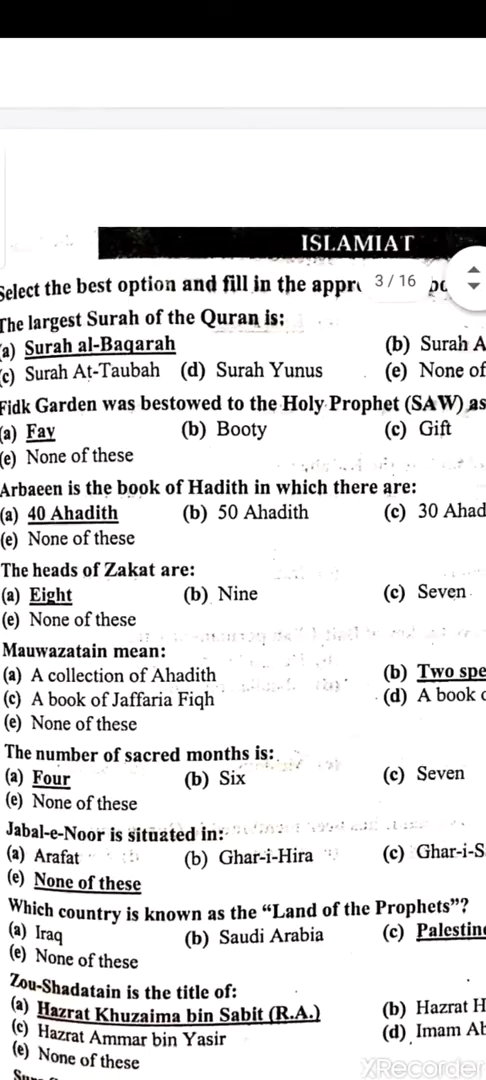 ISLAMIAT
Select the best option and fill in the 3 / 16
The largest Surah of the Quran is:
(a) Surah al-Baqarah (b) Surah A
(c) Surah At-Taubah (d) Surah Yunus (e) None of
Fidk Garden was bestowed to the Holy Prophet (SAW) as
(a) Fay (b) Booty (c) Gift
(e) None of these
Arbaeen is the book of Hadith in which there are:
(a) 40 Ahadith (b) 50 Ahadith (c) 30 Ahad
(e) None of these
The heads of Zakat are:
(a) Eight (b) Nine (c) Seven
(e) None of these
Mauwazatain mean:
(a) A collection of Ahadith (b) Two spe
(c) A book of Jaffaria Fiqh (d) A book
(e) None of these
The number of sacred months is:
(a) Four (b) Six (c) Seven
(e) None of these
Jabal-e-Noor is situated in:
(a) Arafat (b) Ghar-i-Hira (c) Ghar-i-S
(e) None of these
Which country is known as the “Land of the Prophets”?
(a) Iraq (b) Saudi Arabia (c) Palestin
(e) None of these
Zou-Shadatain is the title of:
(a) Hazrat Khuzaima bin Sabit (R.A.) (b) Hazrat H
(c) Hazrat Ammar bin Yasir (d) Imam
(e) None of these
XRecorder